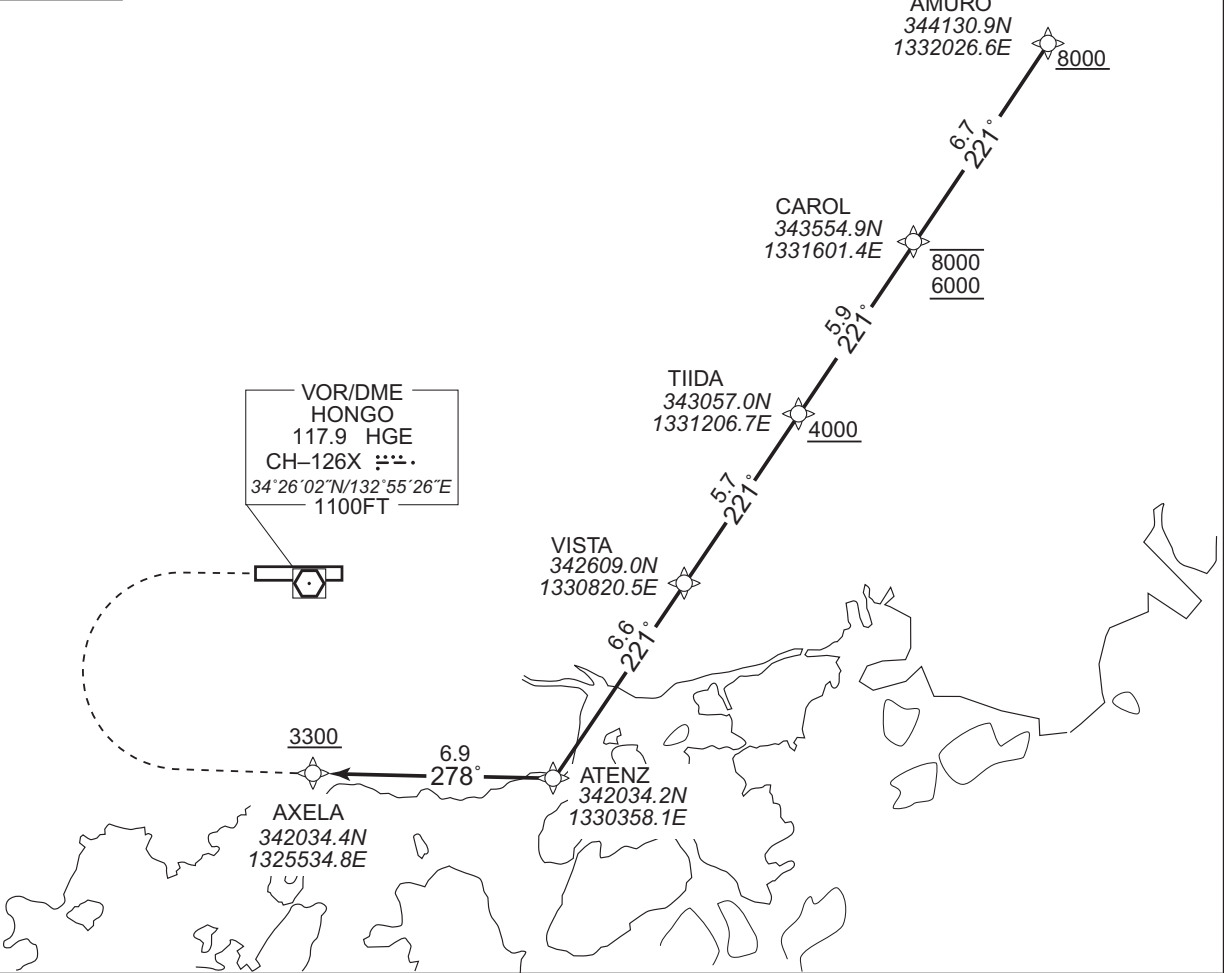 AMURO
344130.9N
1332026.6E
8000
6.7
221°
CAROL
343554.9N
1331601.4E
8000
6000
5.9
221°
TIIDA
343057.0N
1331206.7E
4000
5.7
221°
VOR/DME
HONGO
117.9 HGE
CH–126X
34°26′02″N/132°55′26″E
1100FT
VISTA
342609.0N
1330820.5E
6.6
221°
3300
6.9
278°
ATENZ
342034.2N
1330358.1E
AXELA
342034.4N
1325534.8E